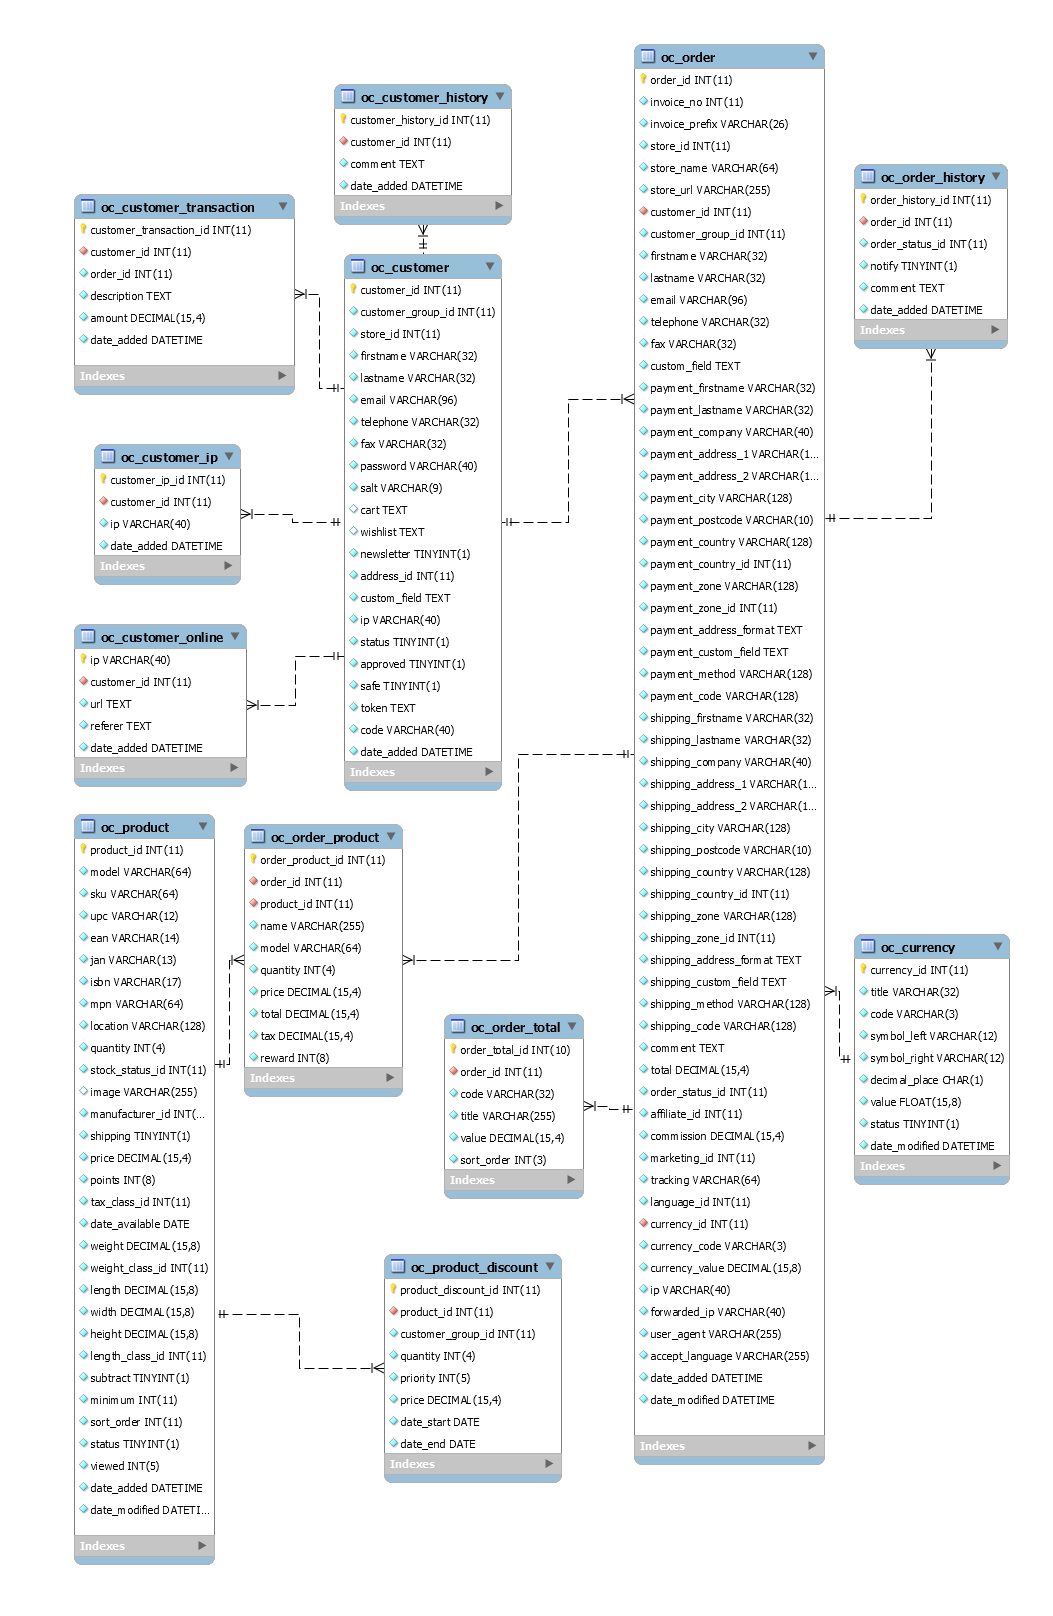 oc_order
order_id INT(11)
invoice_no INT(11)
invoice_prefix VARCHAR(26)
store_id INT(11)
store_name VARCHAR(64)
store_url VARCHAR(255)
customer_id INT(11)
customer_group_id INT(11)
firstname VARCHAR(32)
lastname VARCHAR(32)
email VARCHAR(96)
telephone VARCHAR(32)
fax VARCHAR(32)
custom_field TEXT
payment_firstname VARCHAR(32)
payment_lastname VARCHAR(32)
payment_company VARCHAR(40)
payment_address_1 VARCHAR(1...
payment_address_2 VARCHAR(1...
payment_city VARCHAR(128)
payment_postcode VARCHAR(10)
payment_country VARCHAR(128)
payment_country_id INT(11)
payment_zone VARCHAR(128)
payment_zone_id INT(11)
payment_address_format TEXT
payment_custom_field TEXT
payment_method VARCHAR(128)
payment_code VARCHAR(128)
shipping_firstname VARCHAR(32)
shipping_lastname VARCHAR(32)
shipping_company VARCHAR(40)
shipping_address_1 VARCHAR(1...
shipping_address_2 VARCHAR(1...
shipping_city VARCHAR(128)
shipping_postcode VARCHAR(10)
shipping_country VARCHAR(128)
shipping_country_id INT(11)
shipping_zone VARCHAR(128)
shipping_zone_id INT(11)
shipping_address_format TEXT
shipping_custom_field TEXT
shipping_method VARCHAR(128)
shipping_code VARCHAR(128)
comment TEXT
total DECIMAL(15,4)
order_status_id INT(11)
affiliate_id INT(11)
commission DECIMAL(15,4)
marketing_id INT(11)
tracking VARCHAR(64)
language_id INT(11)
currency_id INT(11)
currency_code VARCHAR(3)
currency_value DECIMAL(15,8)
ip VARCHAR(40)
forwarded_ip VARCHAR(40)
user_agent VARCHAR(255)
accept_language VARCHAR(255)
date_added DATETIME
date_modified DATETIME
Indexes
oc_customer_history
customer_history_id INT(11)
customer_id INT(11)
comment TEXT
date_added DATETIME
Indexes
oc_order_history
order_history_id INT(11)
order_id INT(11)
order_status_id INT(11)
notify TINYINT(1)
comment TEXT
date_added DATETIME
Indexes
oc_customer_transaction
customer_transaction_id INT(11)
customer_id INT(11)
order_id INT(11)
description TEXT
amount DECIMAL(15,4)
date_added DATETIME
Indexes
oc_customer
customer_id INT(11)
customer_group_id INT(11)
store_id INT(11)
firstname VARCHAR(32)
lastname VARCHAR(32)
email VARCHAR(96)
telephone VARCHAR(32)
fax VARCHAR(32)
password VARCHAR(40)
salt VARCHAR(9)
cart TEXT
wishlist TEXT
newsletter TINYINT(1)
address_id INT(11)
custom_field TEXT
ip VARCHAR(40)
status TINYINT(1)
approved TINYINT(1)
safe TINYINT(1)
token TEXT
code VARCHAR(40)
date_added DATETIME
Indexes
oc_customer_ip
customer_ip_id INT(11)
customer_id INT(11)
ip VARCHAR(40)
date_added DATETIME
Indexes
oc_customer_online
ip VARCHAR(40)
customer_id INT(11)
url TEXT
referer TEXT
date_added DATETIME
Indexes
oc_product
product_id INT(11)
model VARCHAR(64)
sku VARCHAR(64)
upc VARCHAR(12)
ean VARCHAR(14)
jan VARCHAR(13)
isbn VARCHAR(17)
mpn VARCHAR(64)
location VARCHAR(128)
quantity INT(4)
stock_status_id INT(11)
image VARCHAR(255)
manufacturer_id INT(...
shipping TINYINT(1)
price DECIMAL(15,4)
points INT(8)
tax_class_id INT(11)
date_available DATE
weight DECIMAL(15,8)
weight_class_id INT(11)
length DECIMAL(15,8)
width DECIMAL(15,8)
height DECIMAL(15,8)
length_class_id INT(11)
subtract TINYINT(1)
minimum INT(11)
sort_order INT(11)
status TINYINT(1)
viewed INT(5)
date_added DATETIME
date_modified DATETI...
Indexes
oc_order_product
order_product_id INT(11)
order_id INT(11)
product_id INT(11)
name VARCHAR(255)
model VARCHAR(64)
quantity INT(4)
price DECIMAL(15,4)
total DECIMAL(15,4)
tax DECIMAL(15,4)
reward INT(8)
Indexes
oc_order_total
order_total_id INT(10)
order_id INT(11)
code VARCHAR(32)
title VARCHAR(255)
value DECIMAL(15,4)
sort_order INT(3)
Indexes
oc_currency
currency_id INT(11)
title VARCHAR(32)
code VARCHAR(3)
symbol_left VARCHAR(12)
symbol_right VARCHAR(12)
decimal_place CHAR(1)
value FLOAT(15,8)
status TINYINT(1)
date_modified DATETIME
Indexes
oc_product_discount
product_discount_id INT(11)
product_id INT(11)
customer_group_id INT(11)
quantity INT(4)
priority INT(5)
price DECIMAL(15,4)
date_start DATE
date_end DATE
Indexes